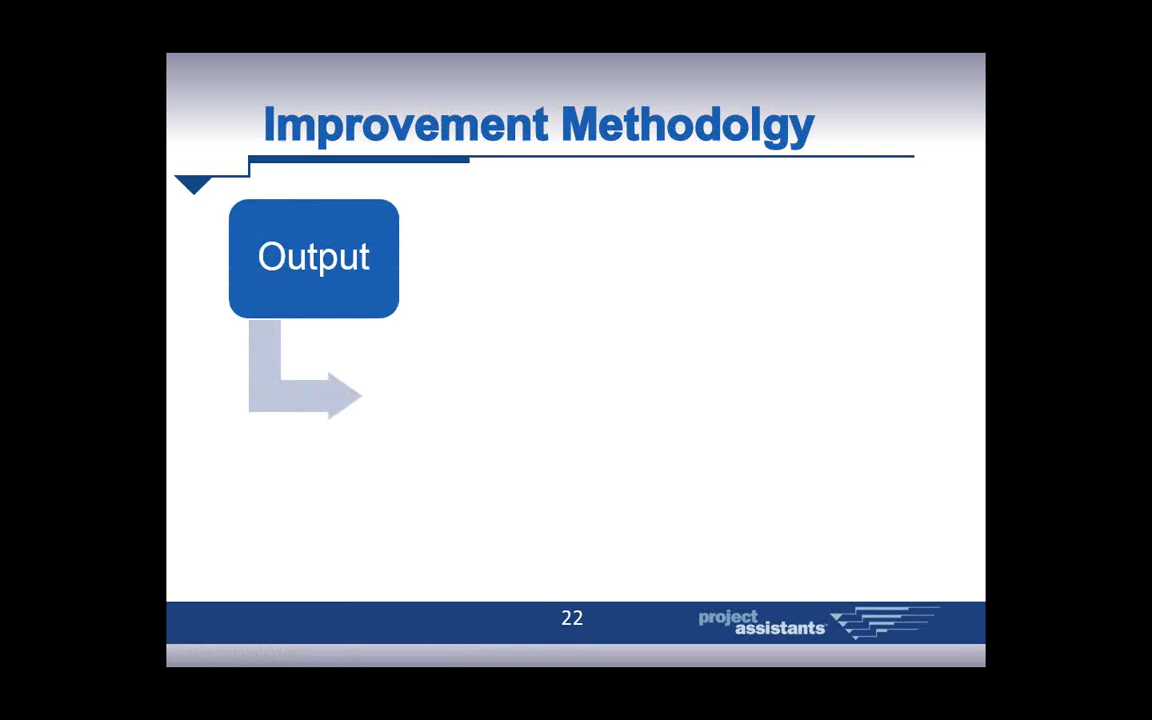 Improvement Methodolgy
Output
22
project
assistants